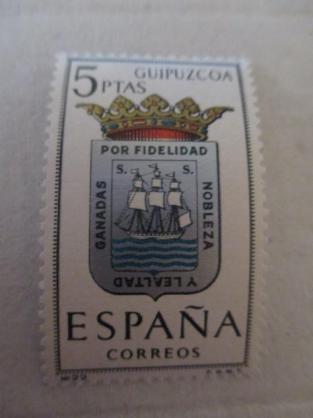 GUIPUZCOA
5 PTAS
POR FIDELIDAD
S. S.
GANADAS
NOBLEZA
Y LEALTAD
ESPAÑA
CORREOS